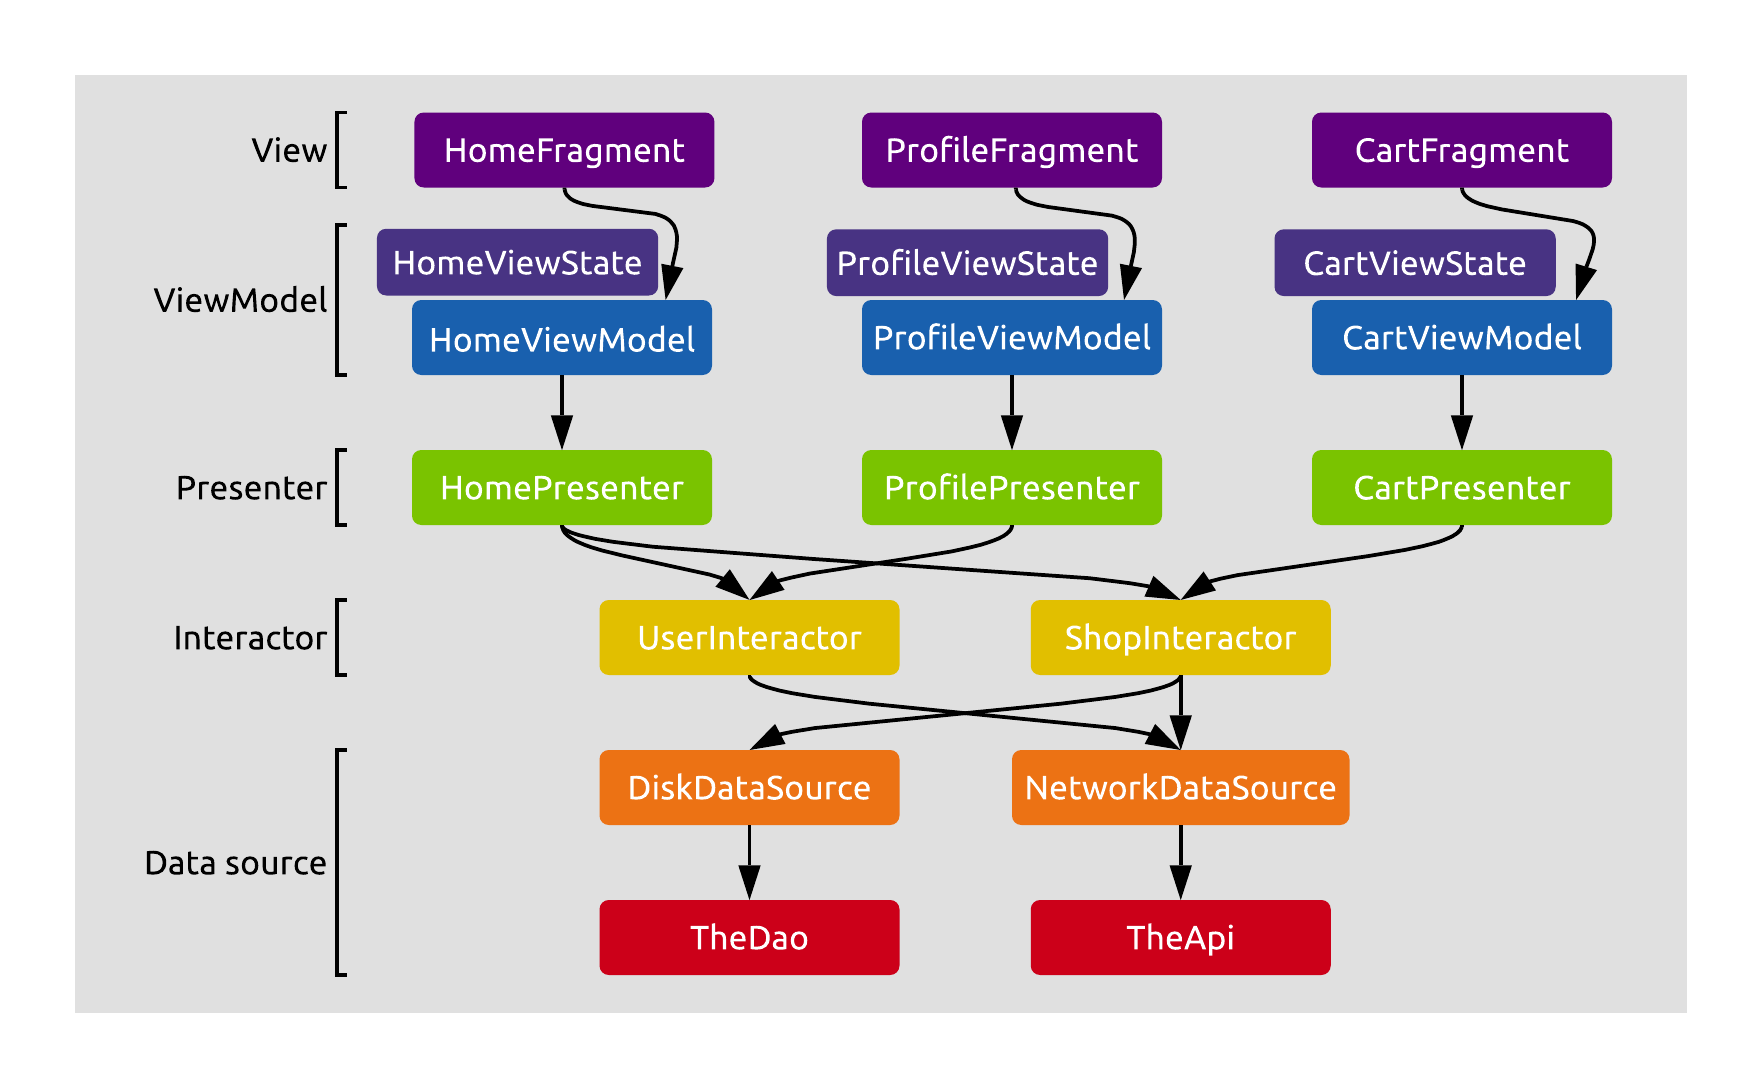 View
HomeFragment
ProfileFragment
CartFragment
ViewModel
HomeViewState
ProfileViewState
CartViewState
HomeViewModel
ProfileViewModel
CartViewModel
Presenter
HomePresenter
ProfilePresenter
CartPresenter
Interactor
UserInteractor
ShopInteractor
Data source
DiskDataSource
NetworkDataSource
TheDao
TheApi